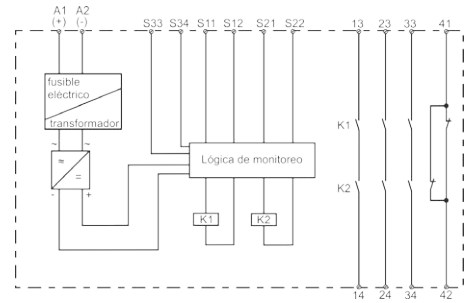 A1 A2 S33 S34 S11 S12 S21 S22 13 23 33 41
(+) (-)
fusible
eléctrico
transformador
~ ~
≈
=
- +
Lógica de monitoreo
K1 K2
K1
K2
14 24 34 42